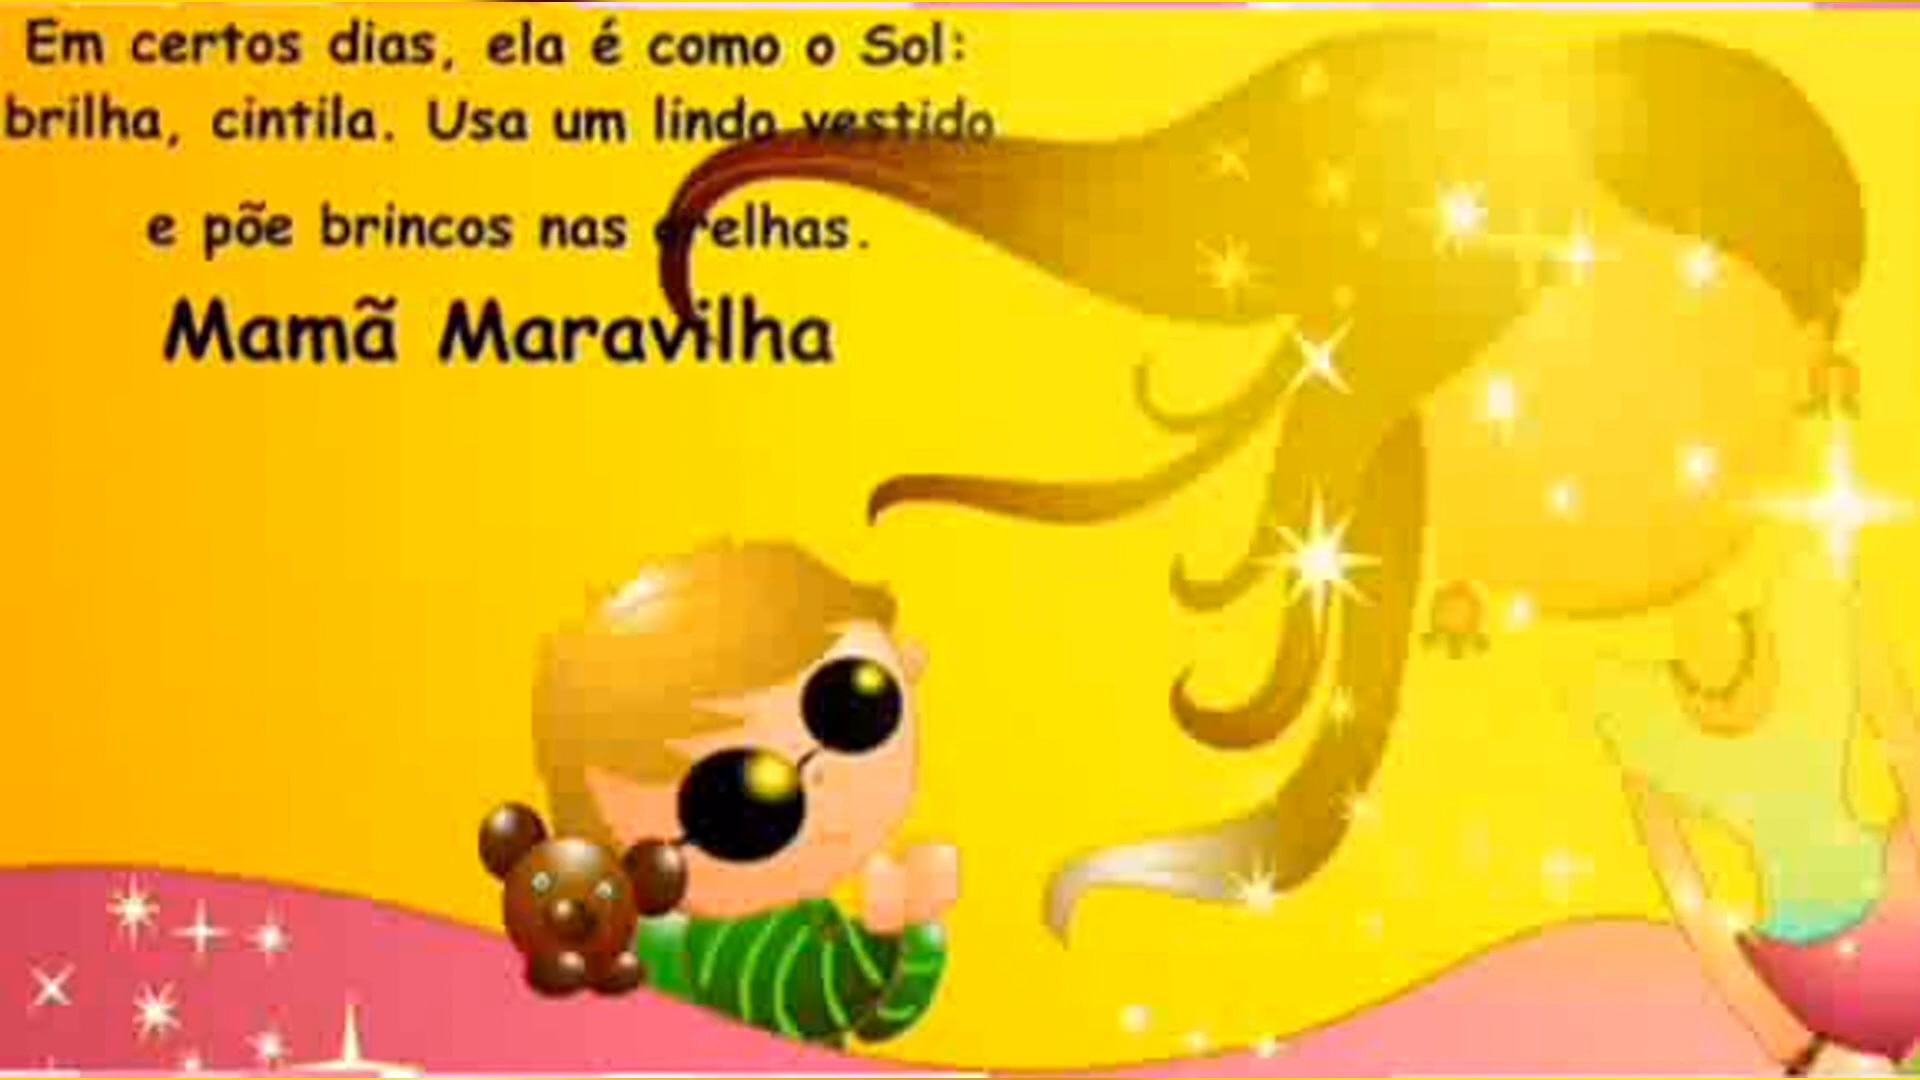 Em certos dias, ela é como o Sol:
brilha, cintila. Usa um lindo vestido
e põe brincos nas orelhas.
Mamã Maravilha